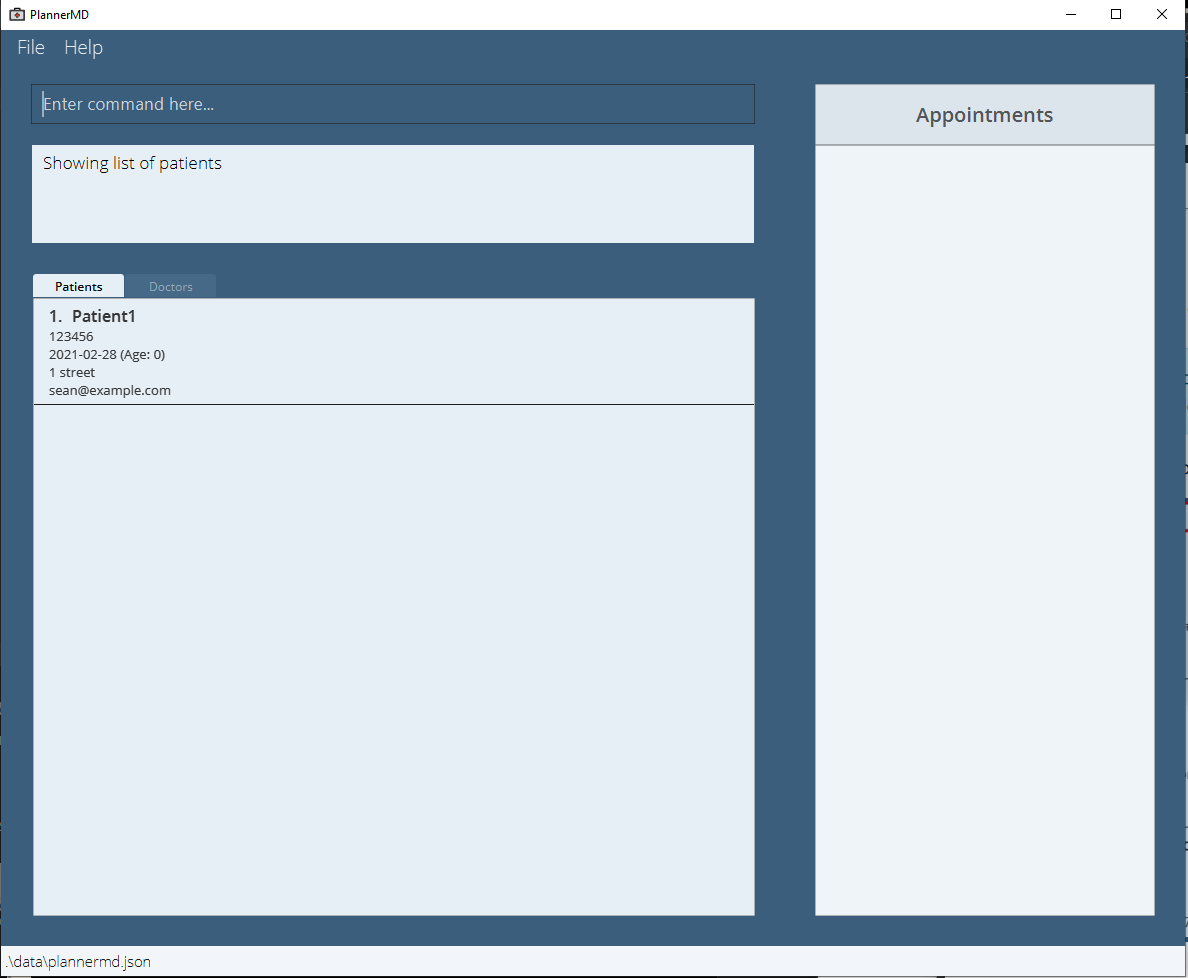 PlannerMD
File Help
Enter command here...
Showing list of patients
Patients Doctors
1. Patient1
123456
2021-02-28 (Age: 0)
1 street
sean@example.com
Appointments
.\data\plannermd.json